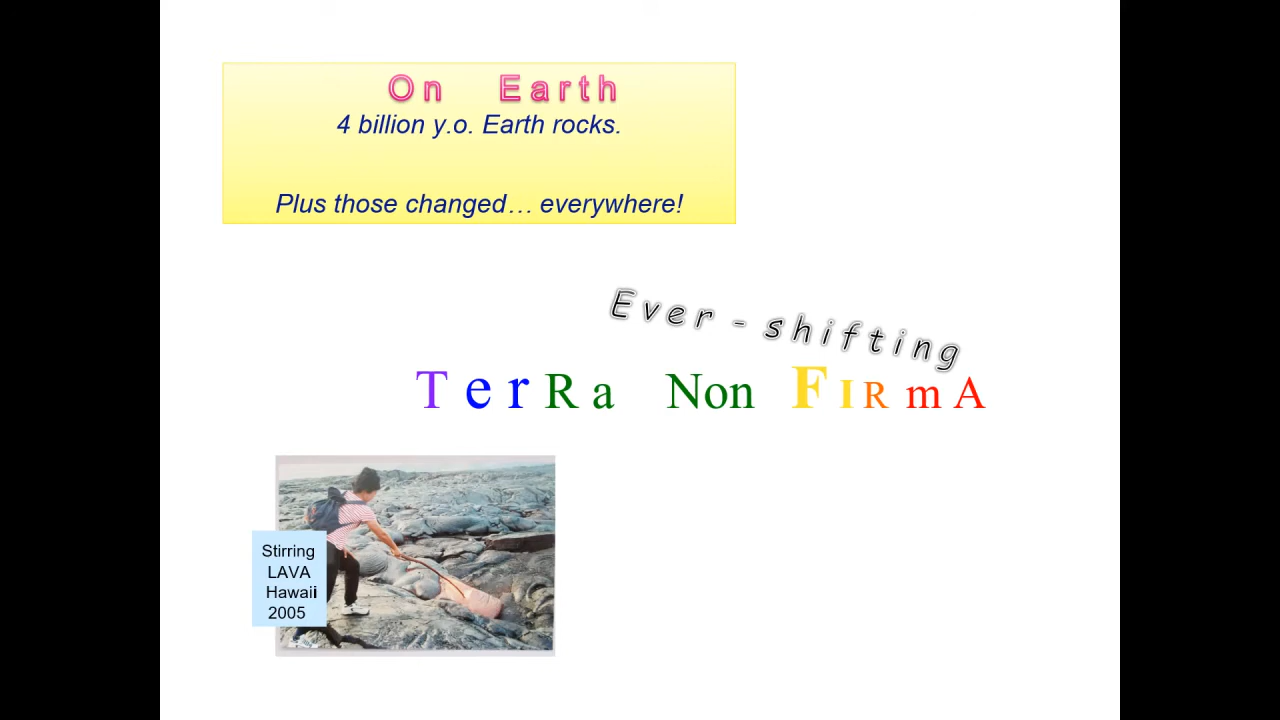 On Earth
4 billion y.o. Earth rocks.
Plus those changed… everywhere!
Ever-shifting
TerRa Non FIRmA
Stirring
LAVA
Hawaii
2005